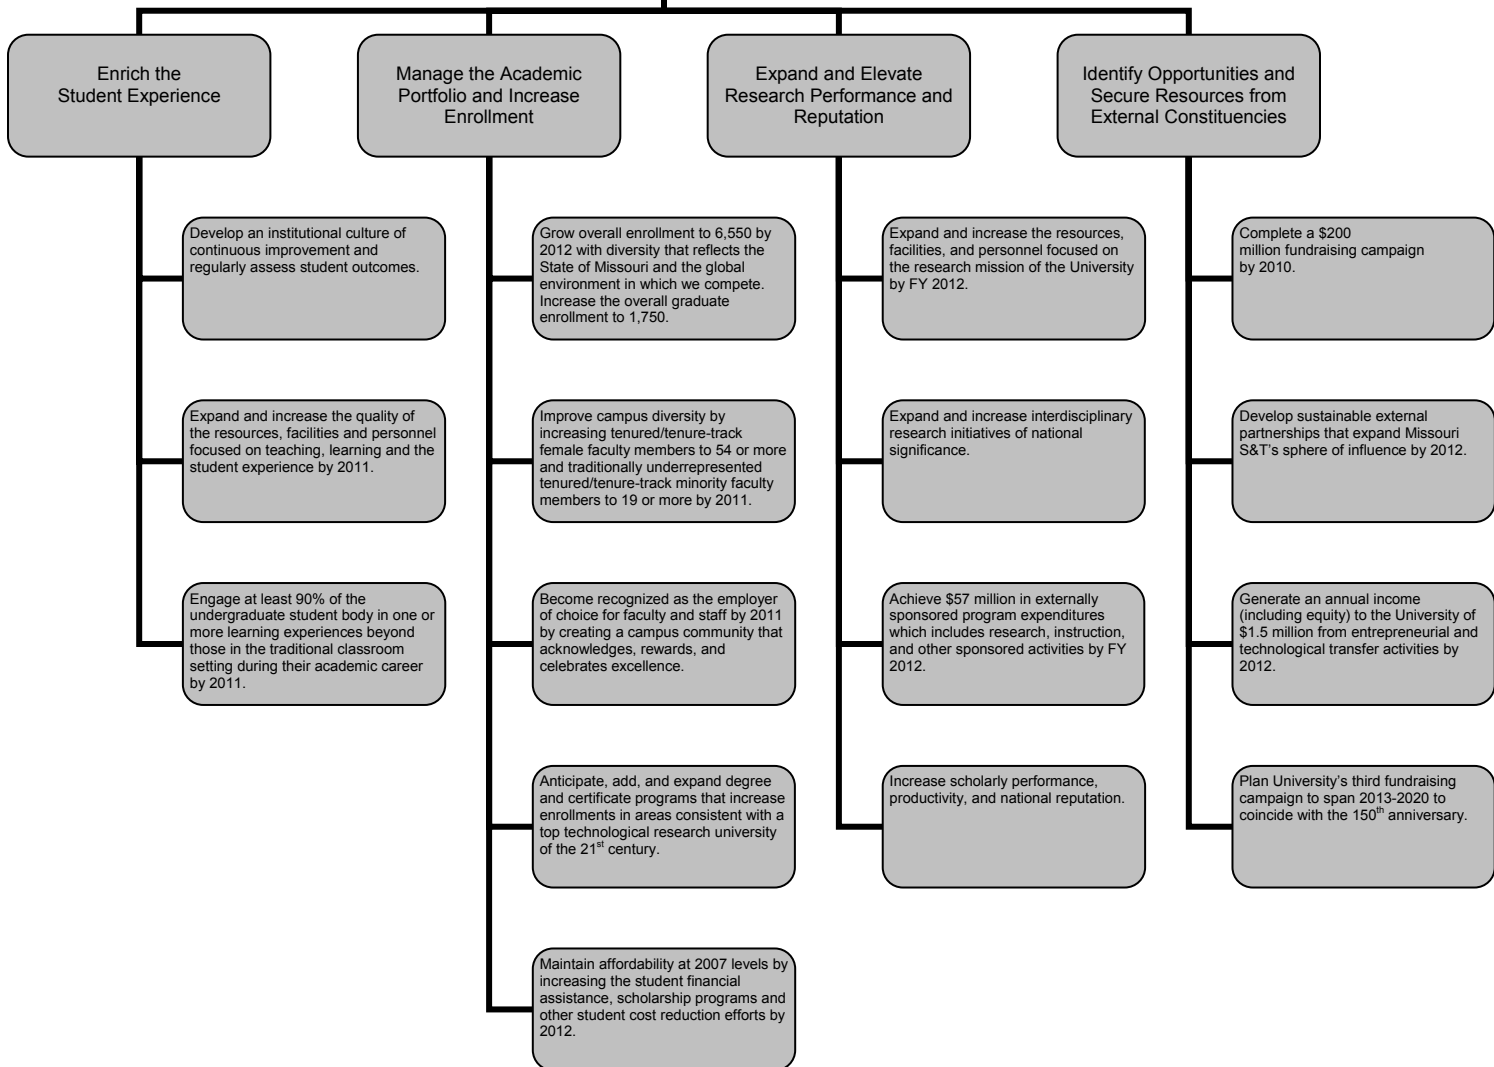 Enrich the
Student Experience
Develop an institutional culture of
continuous improvement and
regularly assess student outcomes.
Expand and increase the quality of
the resources, facilities and personnel
focused on teaching, learning and the
student experience by 2011.
Engage at least 90% of the
undergraduate student body in one or
more learning experiences beyond
those in the traditional classroom
setting during their academic career
by 2011.
Manage the Academic
Portfolio and Increase
Enrollment
Grow overall enrollment to 6,550 by
2012 with diversity that reflects the
State of Missouri and the global
environment in which we compete.
Increase the overall graduate
enrollment to 1,750.
Improve campus diversity by
increasing tenured/tenure-track
female faculty members to 54 or more
and traditionally underrepresented
tenured/tenure-track minority faculty
members to 19 or more by 2011.
Become recognized as the employer
of choice for faculty and staff by 2011
by creating a campus community that
acknowledges, rewards, and
celebrates excellence.
Anticipate, add, and expand degree
and certificate programs that increase
enrollments in areas consistent with a
top technological research university
of the 21st century.
Maintain affordability at 2007 levels by
increasing the student financial
assistance, scholarship programs and
other student cost reduction efforts by
2012.
Expand and Elevate
Research Performance and
Reputation
Expand and increase the resources,
facilities, and personnel focused on
the research mission of the University
by FY 2012.
Expand and increase interdisciplinary
research initiatives of national
significance.
Achieve $57 million in externally
sponsored program expenditures
which includes research, instruction,
and other sponsored activities by FY
2012.
Increase scholarly performance,
productivity, and national reputation.
Identify Opportunities and
Secure Resources from
External Constituencies
Complete a $200
million fundraising campaign
by 2010.
Develop sustainable external
partnerships that expand Missouri
S&T's sphere of influence by 2012.
Generate an annual income
(including equity) to the University of
$1.5 million from entrepreneurial and
technological transfer activities by
2012.
Plan University's third fundraising
campaign to span 2013-2020 to
coincide with the 150th anniversary.